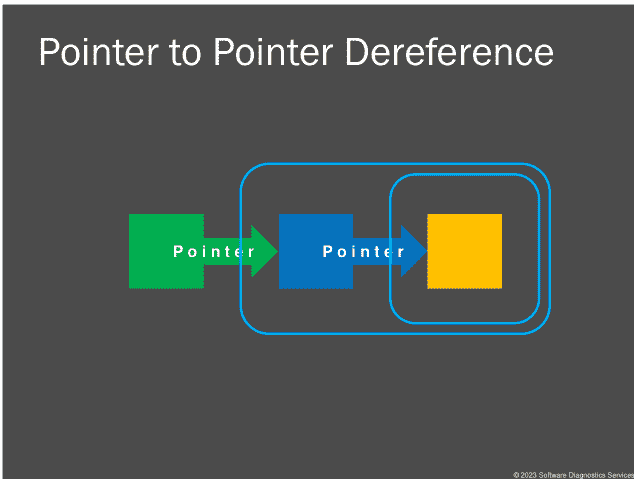 Pointer to Pointer Dereference
Pointer
Pointer
© 2023 Software Diagnostics Services